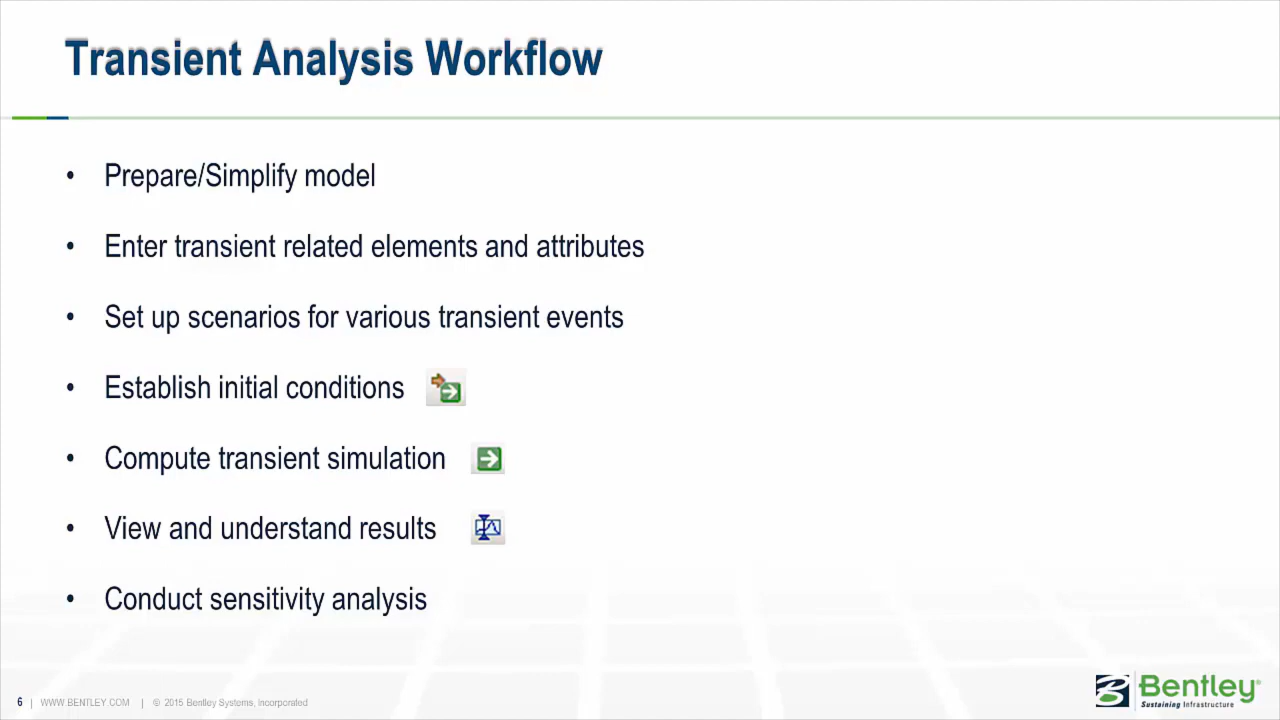 Transient Analysis Workflow
• Prepare/Simplify model
• Enter transient related elements and attributes
• Set up scenarios for various transient events
• Establish initial conditions
• Compute transient simulation
• View and understand results
• Conduct sensitivity analysis
6 | WWW.BENTLEY.COM | © 2015 Bentley Systems, Incorporated
Bentley®
Sustaining Infrastructure